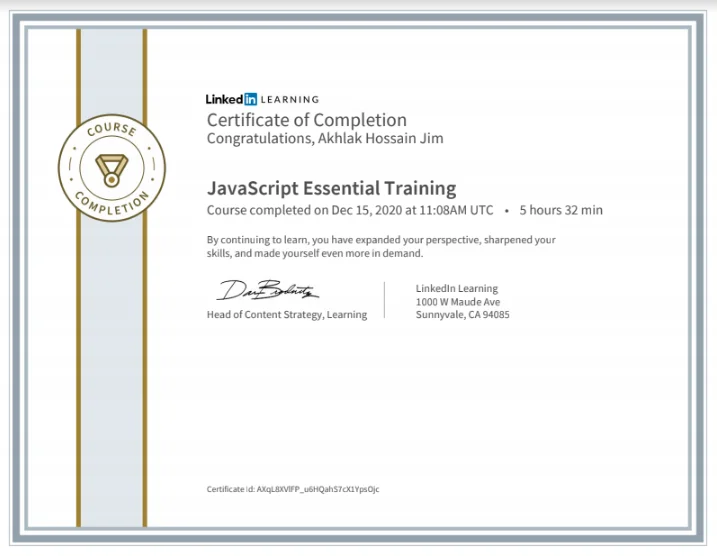 LinkedIn LEARNING
Certificate of Completion
Congratulations, Akhlak Hossain Jim
COURSE
COMPLETION
JavaScript Essential Training
Course completed on Dec 15, 2020 at 11:08AM UTC • 5 hours 32 min
By continuing to learn, you have expanded your perspective, sharpened your
skills, and made yourself even more in demand.
Head of Content Strategy, Learning
LinkedIn Learning
1000 W Maude Ave
Sunnyvale, CA 94085
Certificate Id: AXqL8XVlFP_u6HQahS7cX1YpsOjc